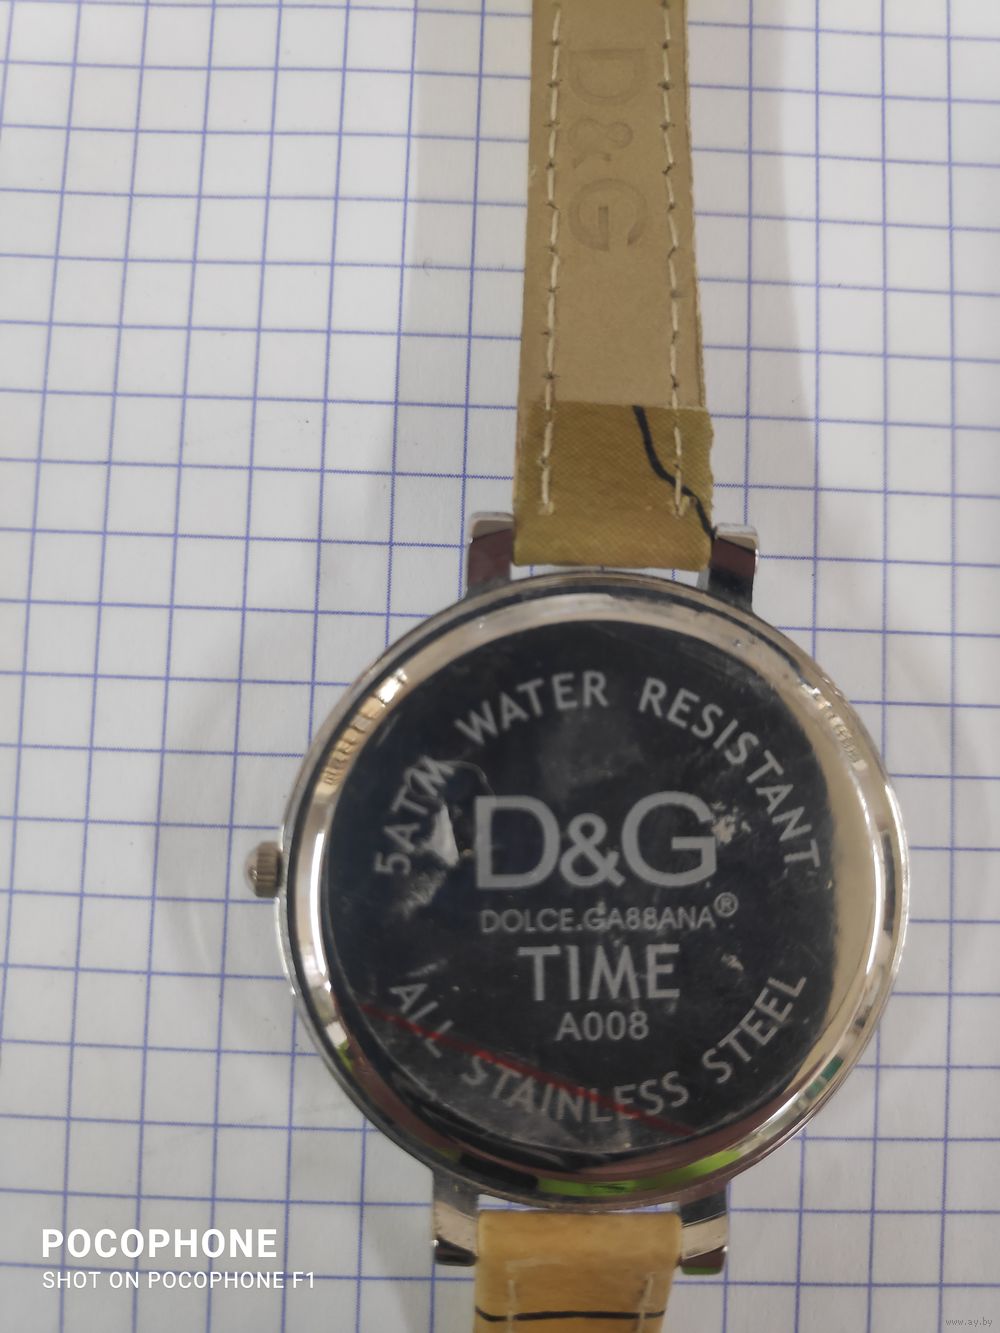 D&G
5ATM WATER RESISTANT
D&G
DOLCE.GA88ANA®
TIME
A008
ALL STAINLESS STEEL
POCOPHONE
SHOT ON POCOPHONE F1
www.ay.by